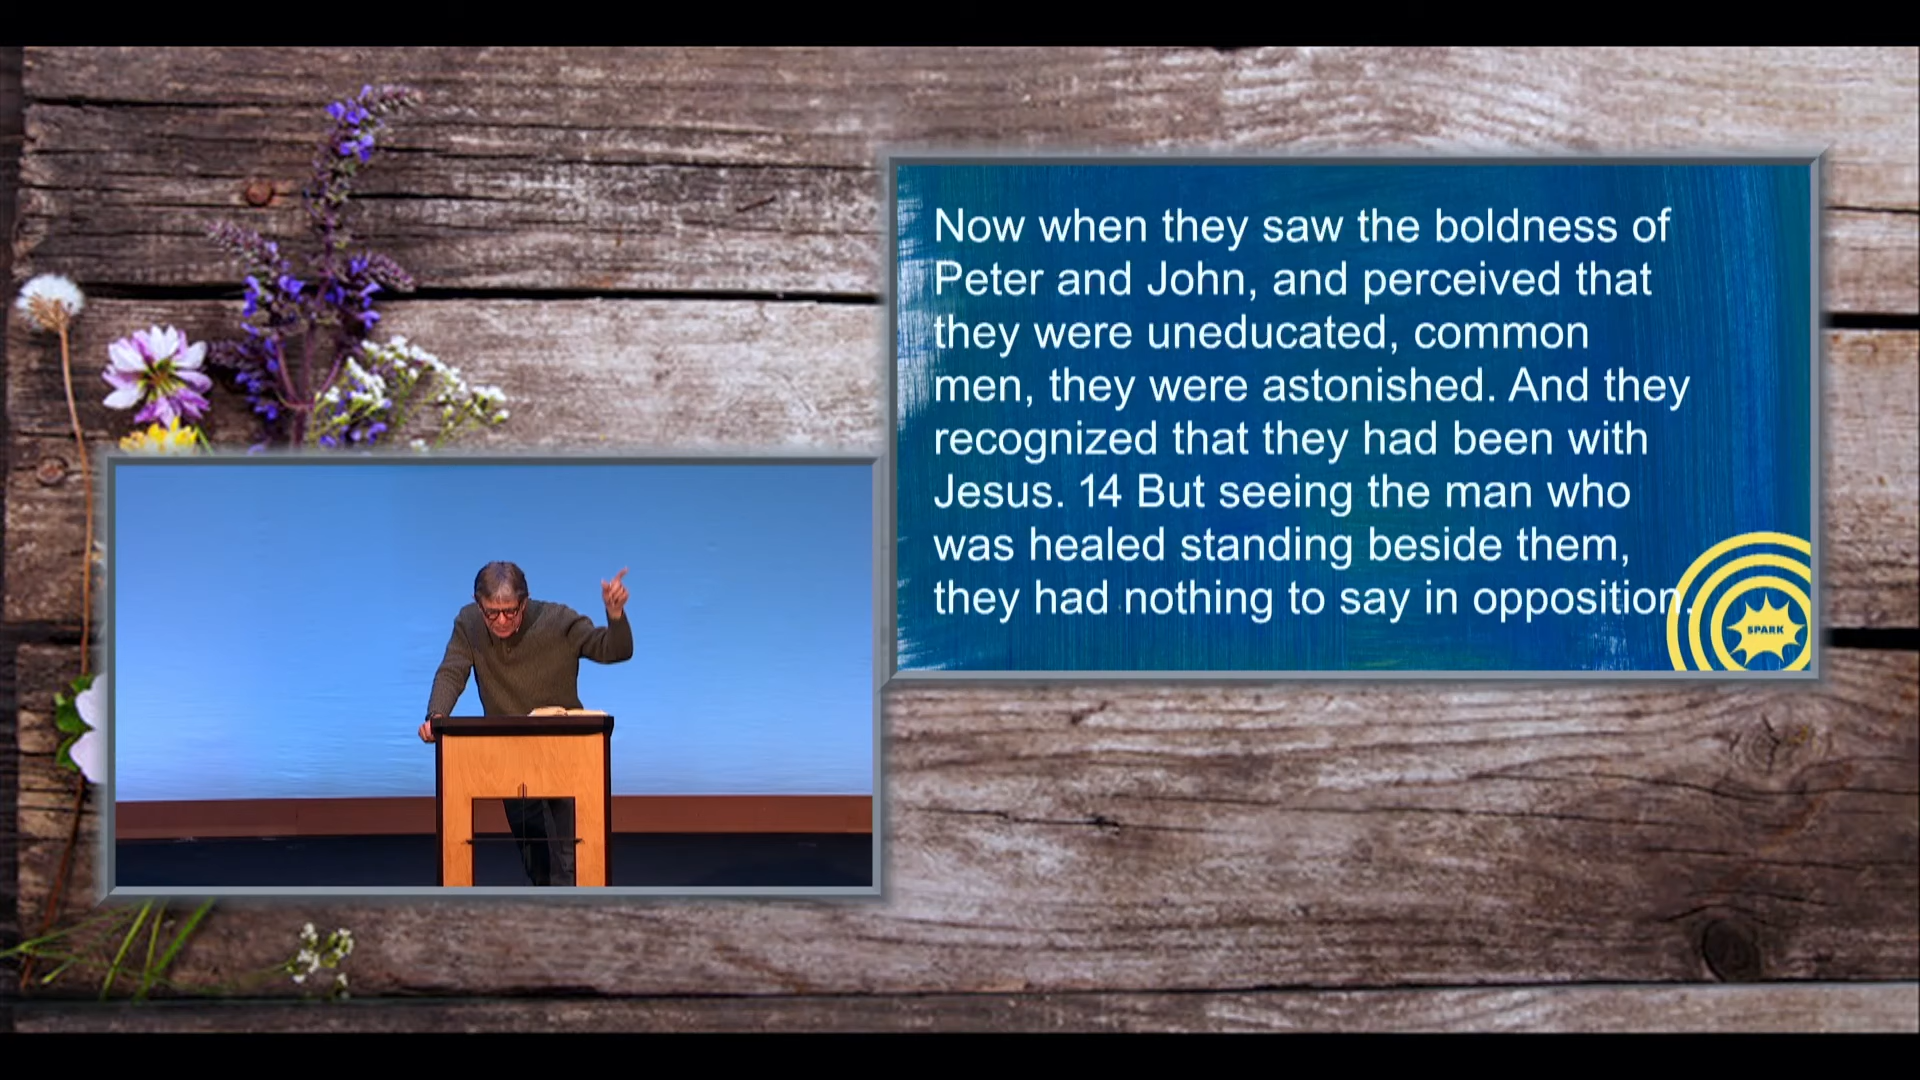 Now when they saw the boldness of
Peter and John, and perceived that
they were uneducated, common
men, they were astonished. And they
recognized that they had been with
Jesus. 14 But seeing the man who
was healed standing beside them,
they had nothing to say in opposition.
SPARK